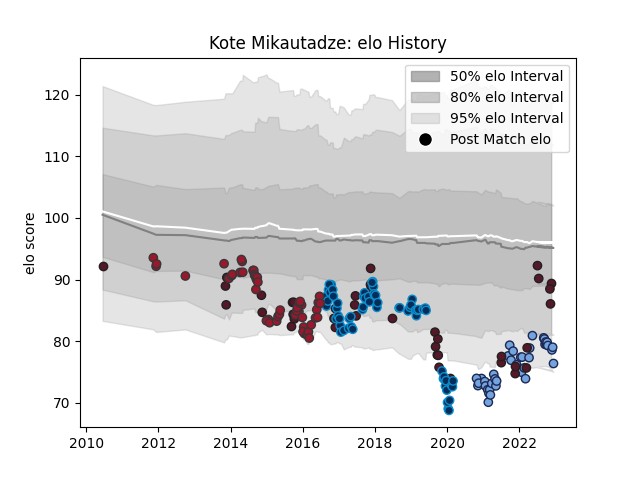 Kote Mikautadze: elo History
50% elo Interval
80% elo Interval
95% elo Interval
Post Match elo
elo score
120
110
100
90
80
70
2010 2012 2014 2016 2018 2020 2022